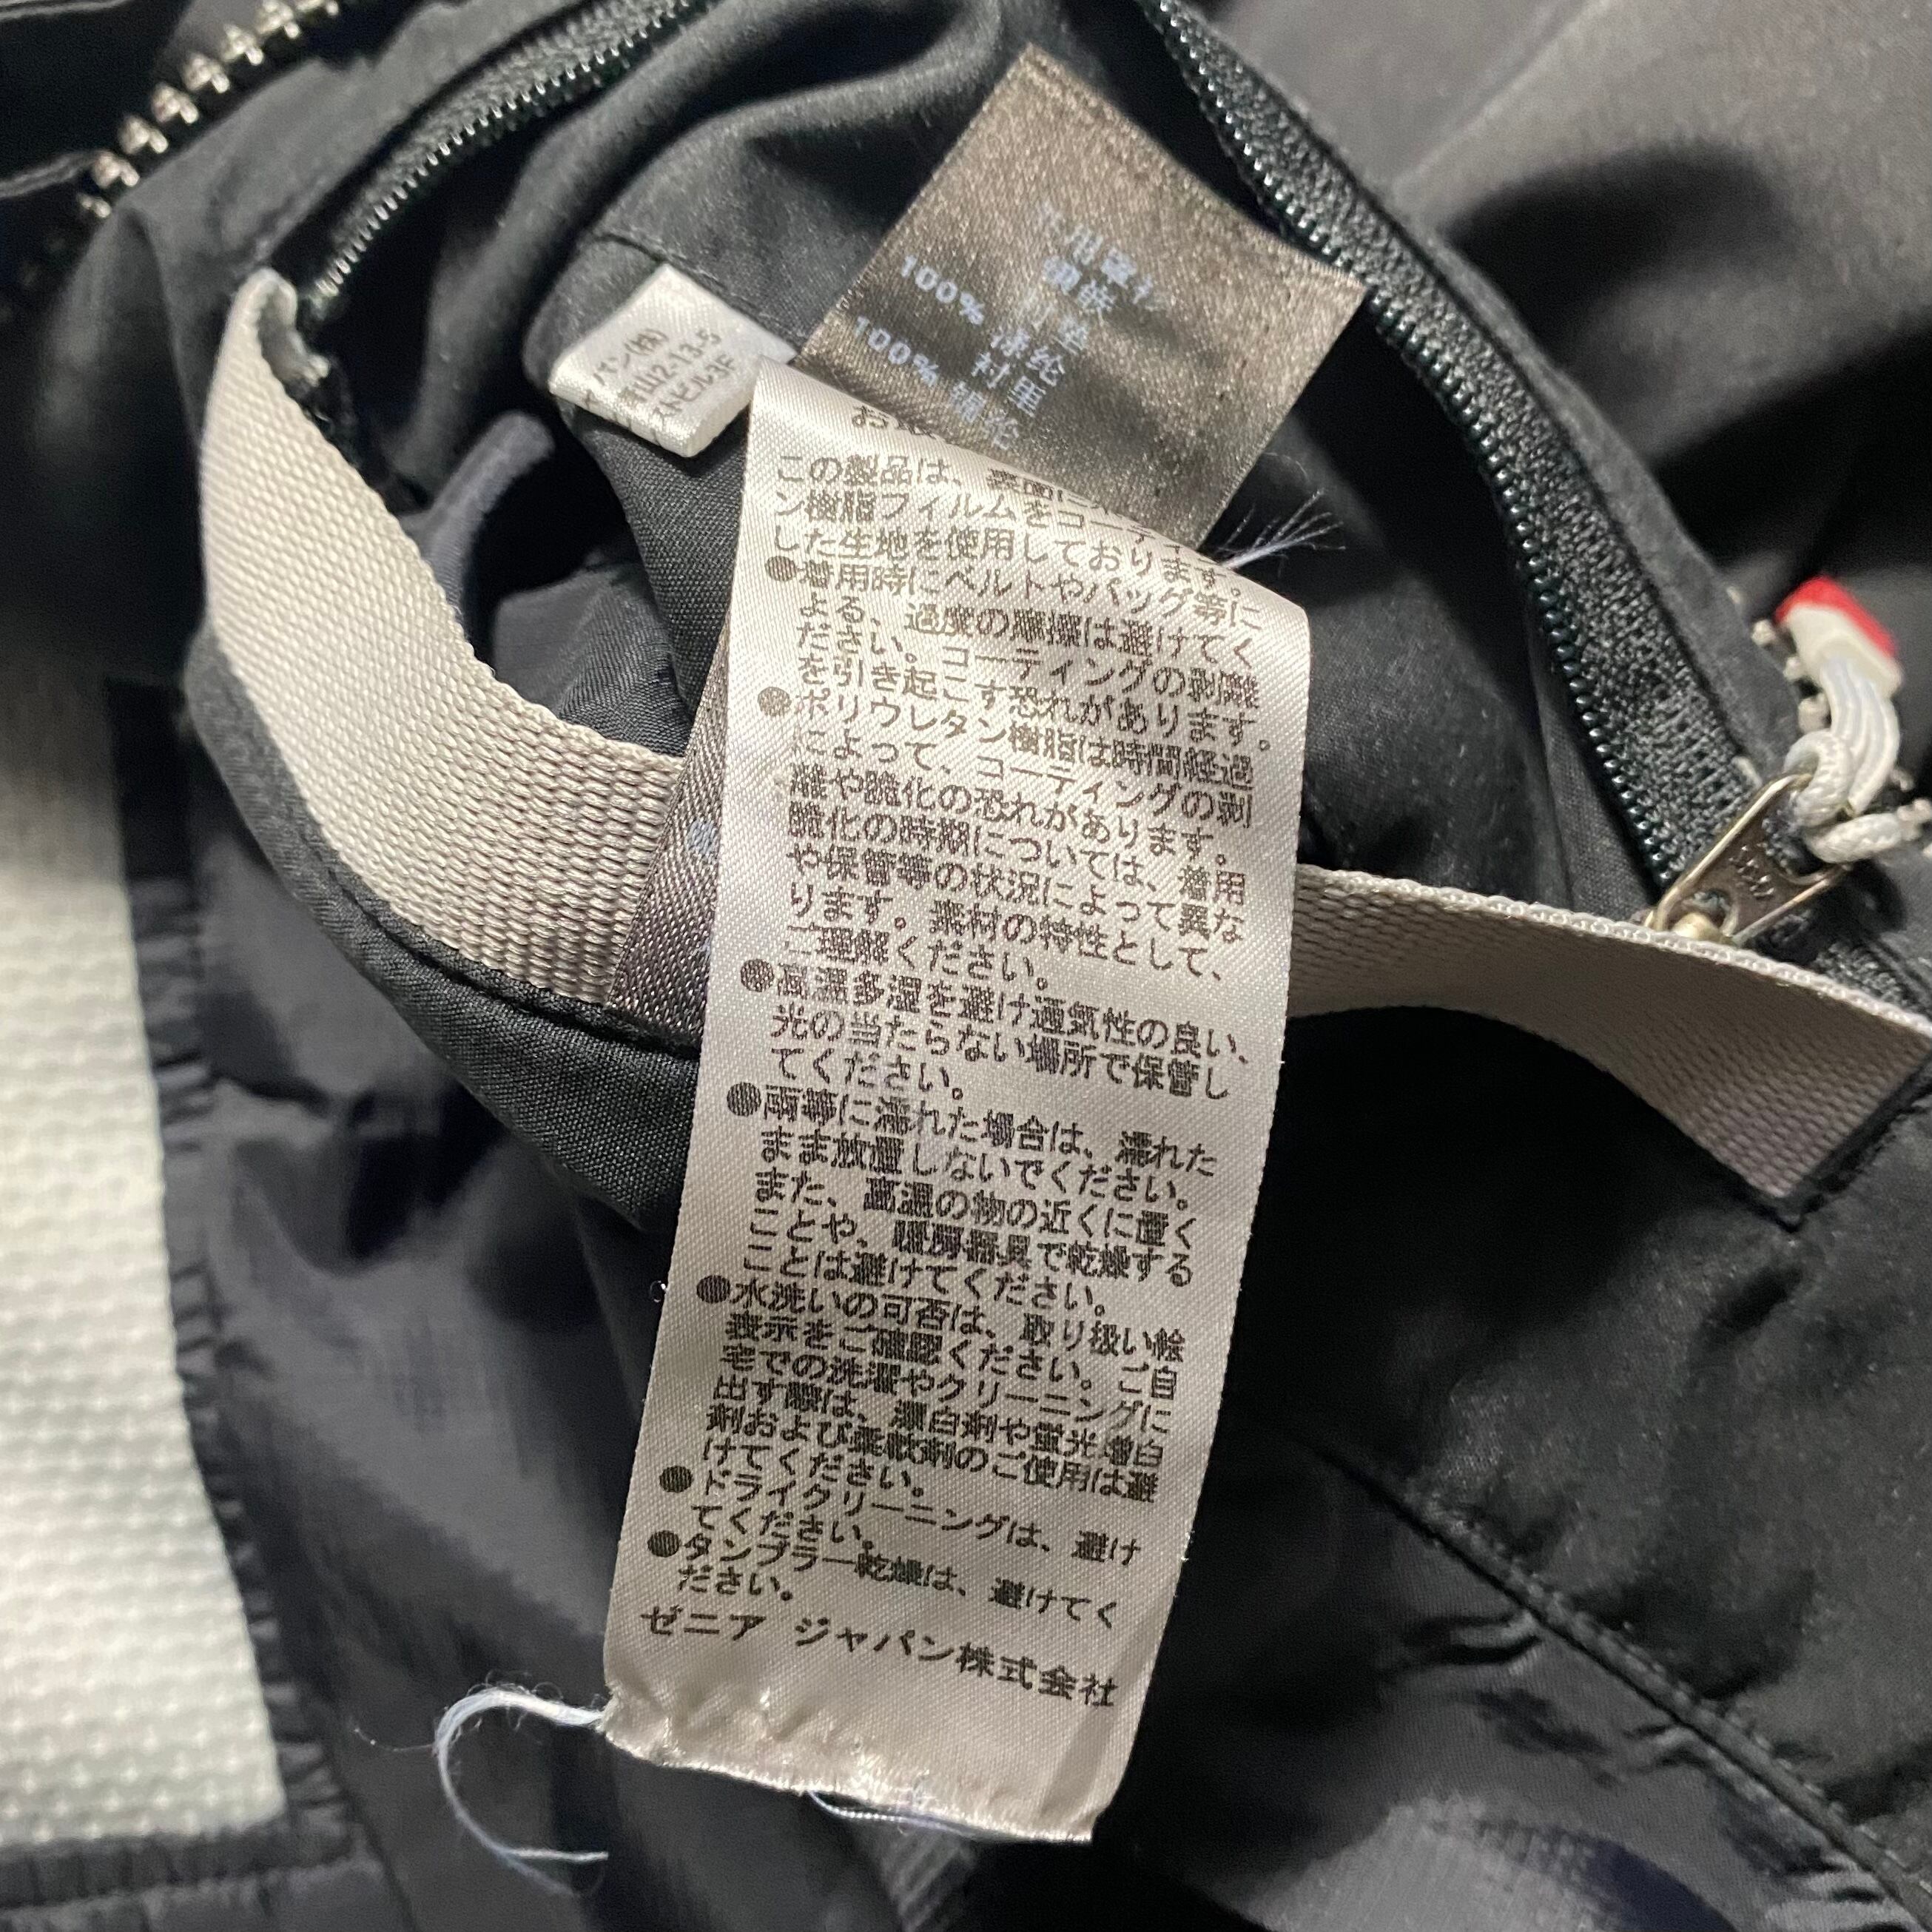 パン(株)
山2-13-5
ストビル3F
100%
衬里
100%
この製品は、表面に
ン樹脂フィルムをコーティ
した生地を使用しております。
●着用時にベルトやバッグ等に
よる、過度の摩擦は避けてく
ださい。コーティングの剥離
を引き起こす恐れがあります。
●ポリウレタン樹脂は時間経過
によって、コーティングの剥
離や脆化の恐れがあります。
脆化の時期については、着用
や保管等の状況によって異な
ります。素材の特性として、
ご理解ください。
●高温多湿を避け通気性の良い、
光の当たらない場所で保管し
てください。
●雨等に濡れた場合は、濡れた
まま放置しないでください。
また、高温の物の近くに置く
ことや、暖房器具で乾燥する
ことは避けてください。
●水洗いの可否は、取り扱い絵
表示をご確認ください。ご自
宅での洗濯やクリーニングに
出す際は、漂白剤や蛍光増白
剤および柔軟剤のご使用は避
けてください。
●ドライクリーニングは、避け
てください。
●タンブラー乾燥は、避けてく
ださい。
ゼニア ジャパン株式会社